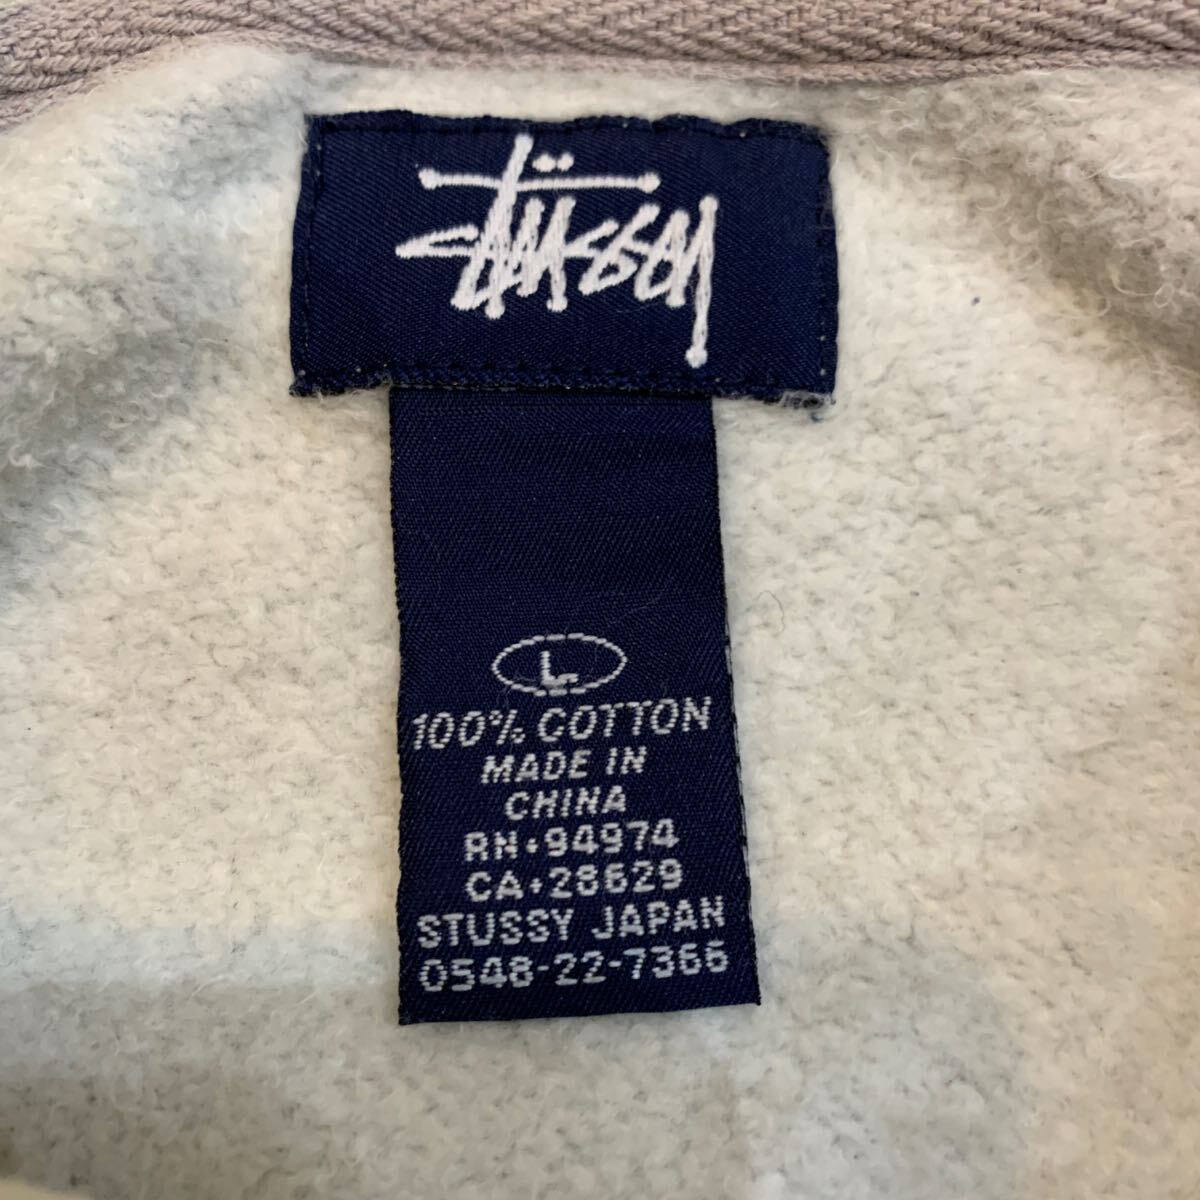 Stüssy
L
100% COTTON
MADE IN
CHINA
RN•94974
CA•28629
STUSSY JAPAN
0548-22-7366